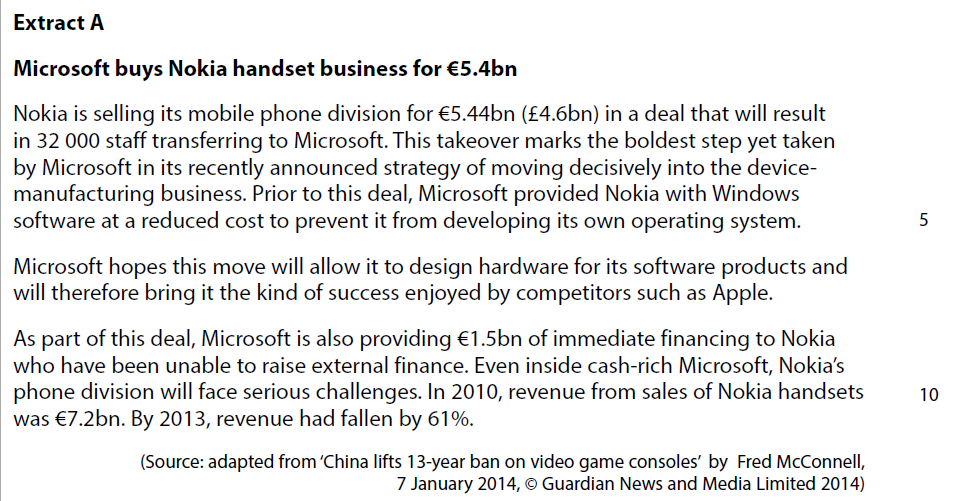 Extract A
Microsoft buys Nokia handset business for €5.4bn
Nokia is selling its mobile phone division for €5.44bn (£4.6bn) in a deal that will result
in 32 000 staff transferring to Microsoft. This takeover marks the boldest step yet taken
by Microsoft in its recently announced strategy of moving decisively into the device-
manufacturing business. Prior to this deal, Microsoft provided Nokia with Windows
software at a reduced cost to prevent it from developing its own operating system. 5
Microsoft hopes this move will allow it to design hardware for its software products and
will therefore bring it the kind of success enjoyed by competitors such as Apple.
As part of this deal, Microsoft is also providing €1.5bn of immediate financing to Nokia
who have been unable to raise external finance. Even inside cash-rich Microsoft, Nokia’s
phone division will face serious challenges. In 2010, revenue from sales of Nokia handsets 10
was €7.2bn. By 2013, revenue had fallen by 61%.
(Source: adapted from ‘China lifts 13-year ban on video game consoles’ by Fred McConnell,
7 January 2014, © Guardian News and Media Limited 2014)